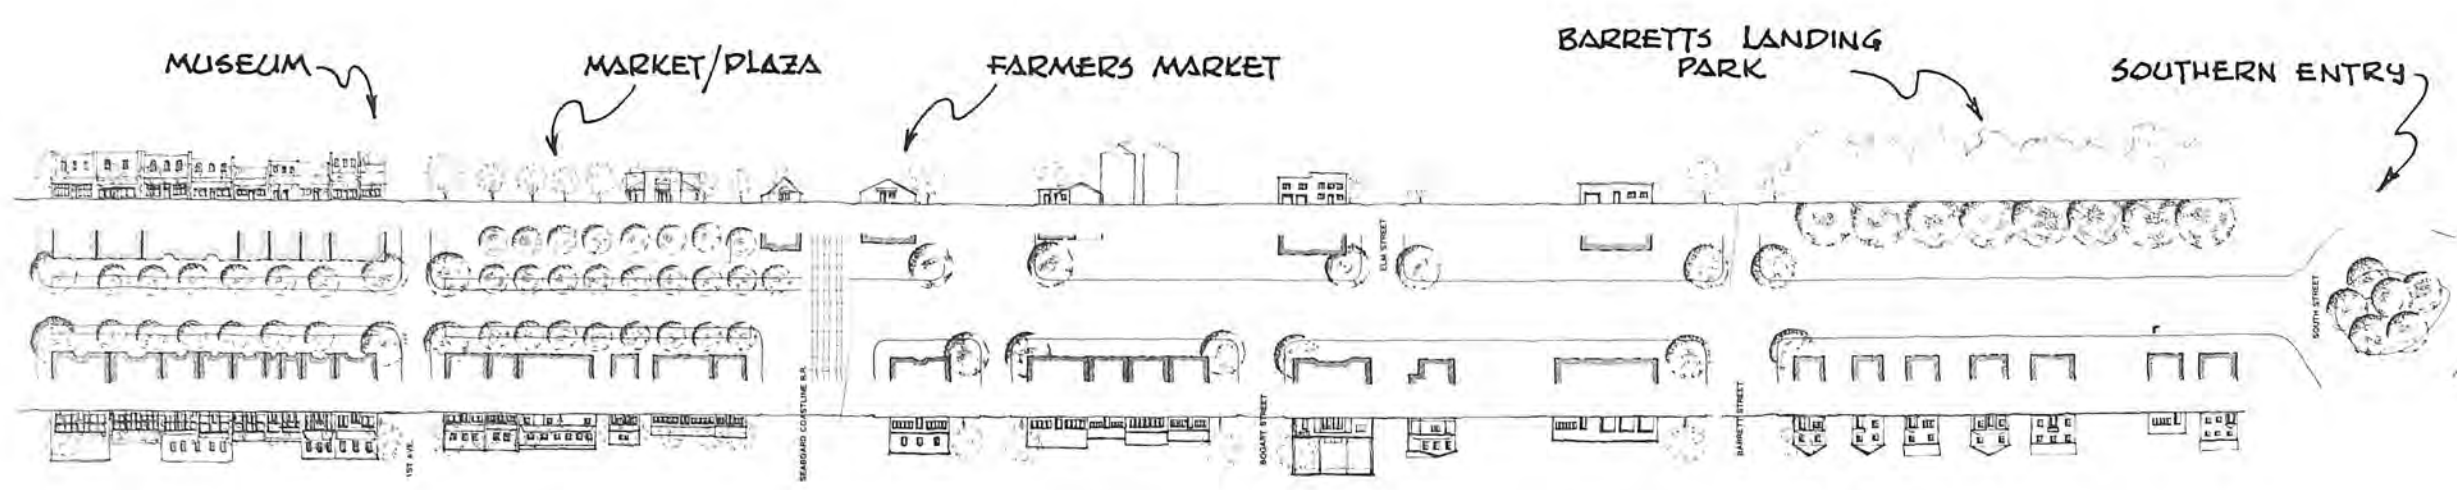 MUSEUM
MARKET/PLAZA
FARMERS MARKET
BARRETTS LANDING
PARK
SOUTHERN ENTRY
ELM STREET
SOUTH STREET
1ST AVE.
SEABOARD COASTLINE R.R.
BOGART STREET
BARRETT STREET